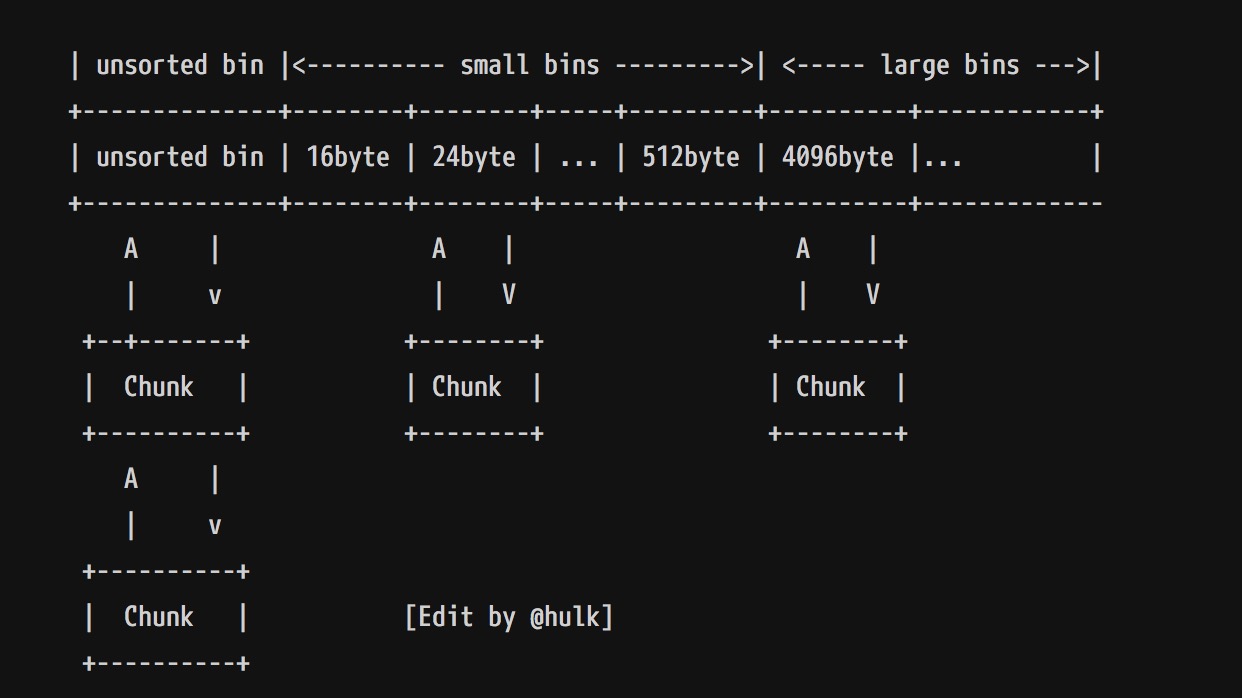 | unsorted bin |<---------- small bins --------->| <----- large bins --->|
+--------------+--------+--------+-----+---------+----------+------------+
| unsorted bin | 16byte | 24byte | ... | 512byte | 4096byte |...         |
+--------------+--------+--------+-----+---------+----------+-------------
    A     |               A    |                    A    |
    |     v               |    V                    |    V
 +--+-------+           +--------+                +--------+
 |  Chunk   |           | Chunk  |                | Chunk  |
 +----------+           +--------+                +--------+
    A     |
    |     v
 +----------+
 |  Chunk   |           [Edit by @hulk]
 +----------+